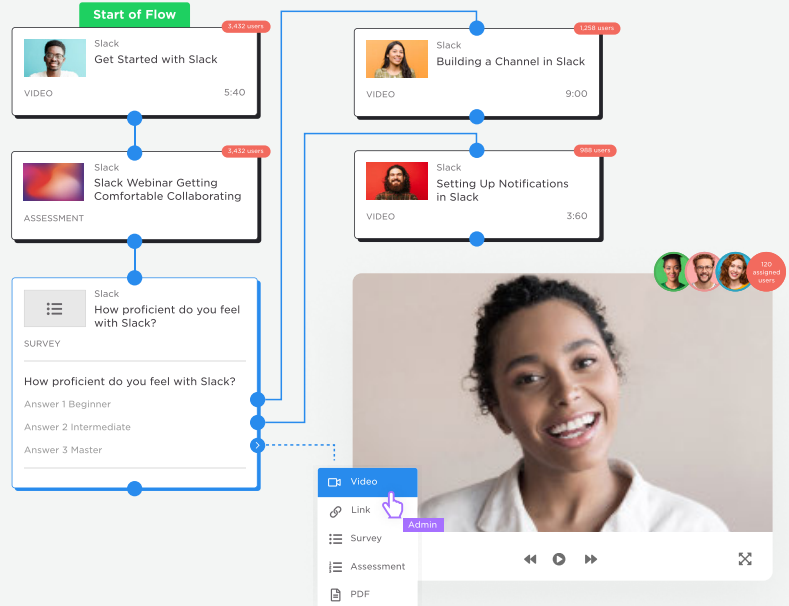 Start of Flow
3,432 users
Slack
Get Started with Slack
VIDEO
5:40
3,432 users
Slack
Slack Webinar Getting
Comfortable Collaborating
ASSESSMENT
Slack
How proficient do you feel
with Slack?
SURVEY
How proficient do you feel with Slack?
Answer 1 Beginner
Answer 2 Intermediate
Answer 3 Master
1,258 users
Slack
Building a Channel in Slack
VIDEO
9:00
988 users
Slack
Setting Up Notifications
in Slack
VIDEO
3:60
120
assigned
users
Video
Link
Admin
Survey
Assessment
PDF